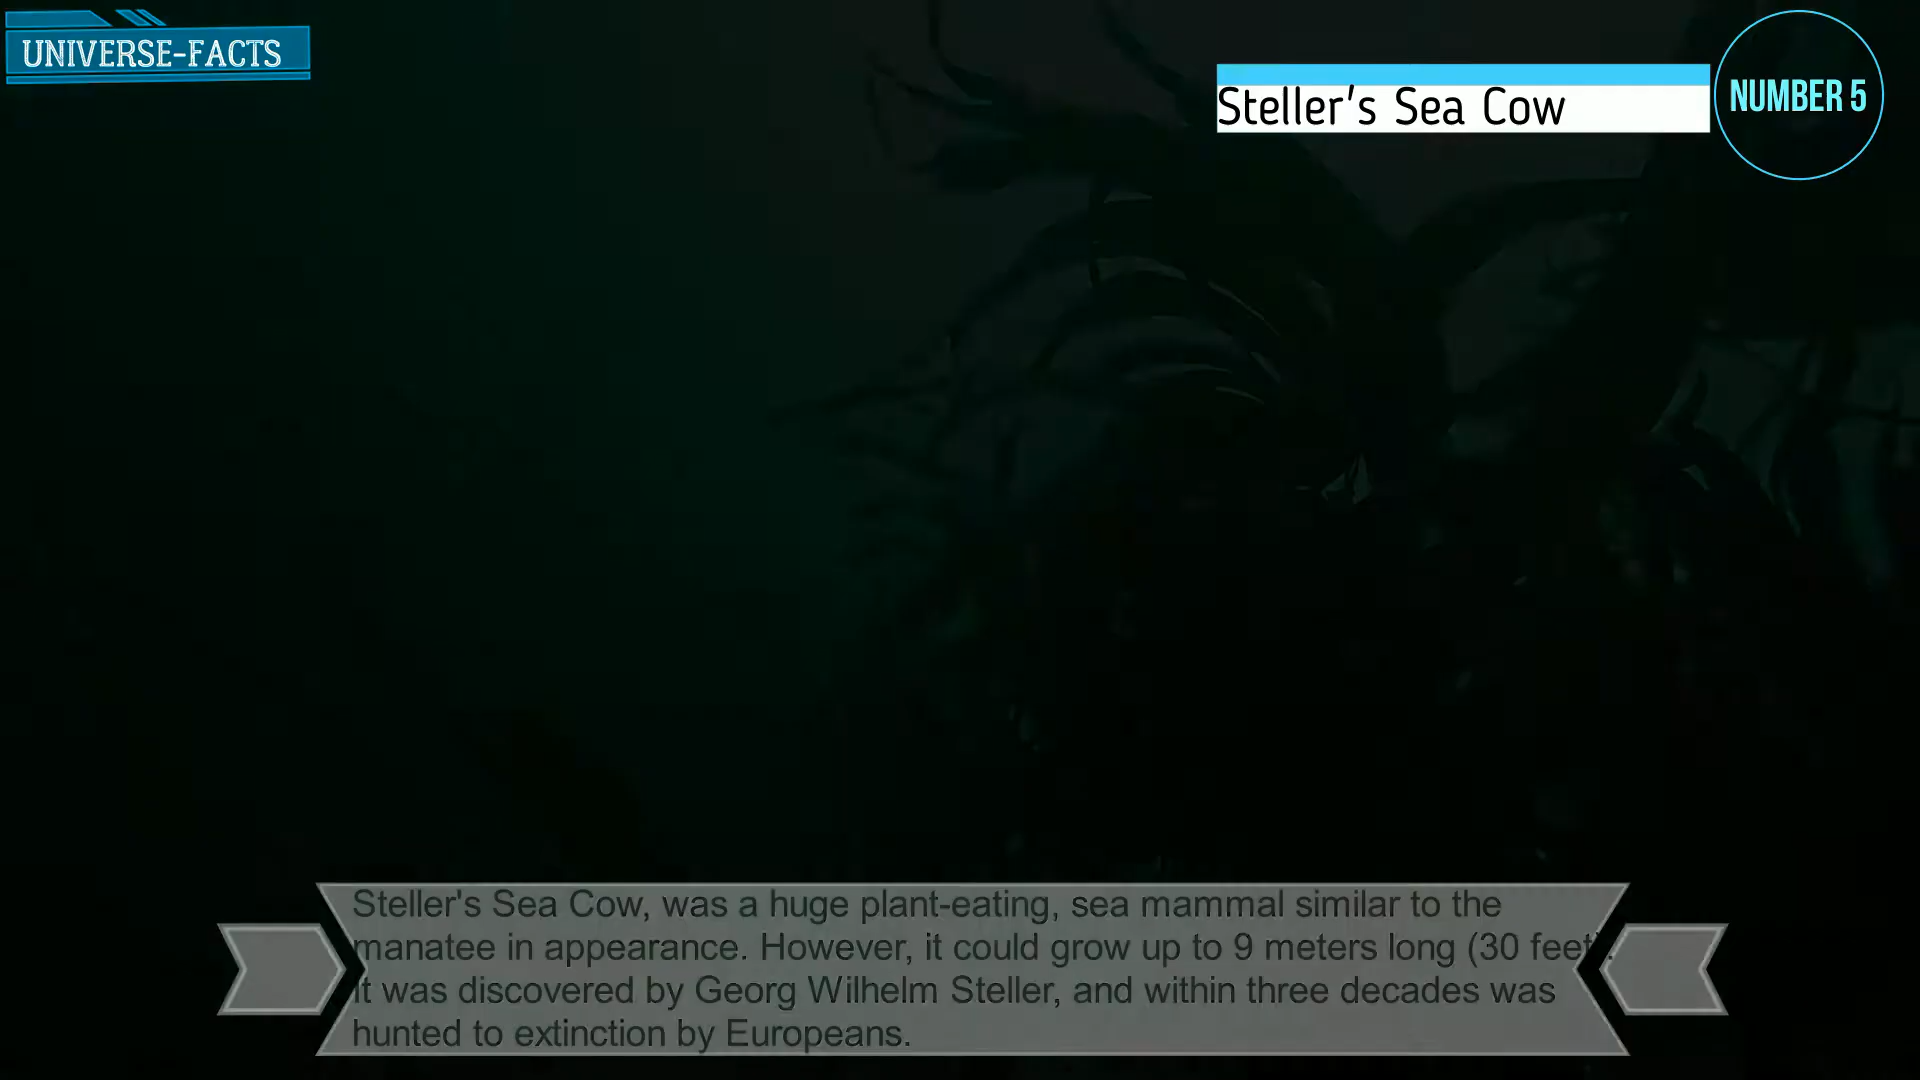 UNIVERSE-FACTS
Steller's Sea Cow
NUMBER 5
Steller's Sea Cow, was a huge plant-eating, sea mammal similar to the
manatee in appearance. However, it could grow up to 9 meters long (30 feet).
It was discovered by Georg Wilhelm Steller, and within three decades was
hunted to extinction by Europeans.